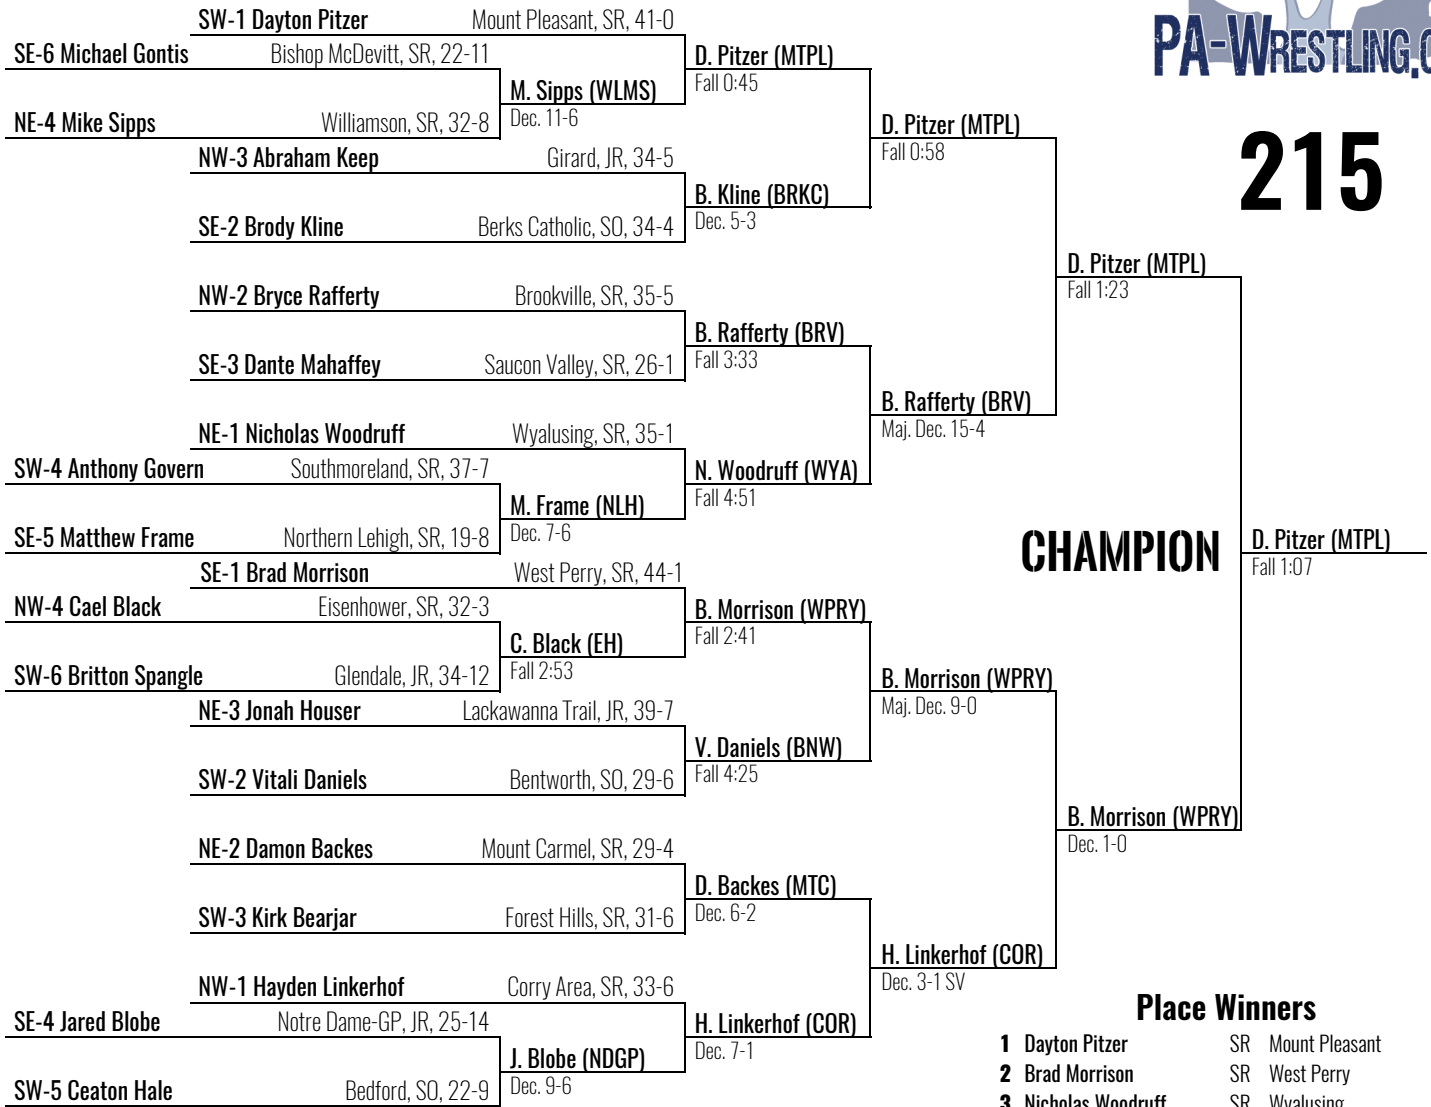 SW-1 Dayton Pitzer Mount Pleasant, SR, 41-0
SE-6 Michael Gontis Bishop McDevitt, SR, 22-11
D. Pitzer (MTPL)
Fall 0:45
M. Sipps (WLMS)
Dec. 11-6
NE-4 Mike Sipps Williamson, SR, 32-8
D. Pitzer (MTPL)
Fall 0:58
NW-3 Abraham Keep Girard, JR, 34-5
B. Kline (BRKC)
Dec. 5-3
SE-2 Brody Kline Berks Catholic, SO, 34-4
PA-WRESTLING.C
215
D. Pitzer (MTPL)
Fall 1:23
NW-2 Bryce Rafferty Brookville, SR, 35-5
B. Rafferty (BRV)
Fall 3:33
SE-3 Dante Mahaffey Saucon Valley, SR, 26-1
B. Rafferty (BRV)
Maj. Dec. 15-4
NE-1 Nicholas Woodruff Wyalusing, SR, 35-1
SW-4 Anthony Govern Southmoreland, SR, 37-7
N. Woodruff (WYA)
Fall 4:51
M. Frame (NLH)
Dec. 7-6
SE-5 Matthew Frame Northern Lehigh, SR, 19-8
CHAMPION
D. Pitzer (MTPL)
Fall 1:07
SE-1 Brad Morrison West Perry, SR, 44-1
NW-4 Cael Black Eisenhower, SR, 32-3
B. Morrison (WPRY)
Fall 2:41
C. Black (EH)
Fall 2:53
SW-6 Britton Spangle Glendale, JR, 34-12
B. Morrison (WPRY)
Maj. Dec. 9-0
NE-3 Jonah Houser Lackawanna Trail, JR, 39-7
V. Daniels (BNW)
Fall 4:25
SW-2 Vitali Daniels Bentworth, SO, 29-6
B. Morrison (WPRY)
Dec. 1-0
NE-2 Damon Backes Mount Carmel, SR, 29-4
D. Backes (MTC)
Dec. 6-2
SW-3 Kirk Bearjar Forest Hills, SR, 31-6
H. Linkerhof (COR)
Dec. 3-1 SV
NW-1 Hayden Linkerhof Corry Area, SR, 33-6
SE-4 Jared Blobe Notre Dame-GP, JR, 25-14
H. Linkerhof (COR)
Dec. 7-1
J. Blobe (NDGP)
Dec. 9-6
SW-5 Ceaton Hale Bedford, SO, 22-9
Place Winners
1 Dayton Pitzer SR Mount Pleasant
2 Brad Morrison SR West Perry
3 Nicholas Woodruff SR Wyalusing